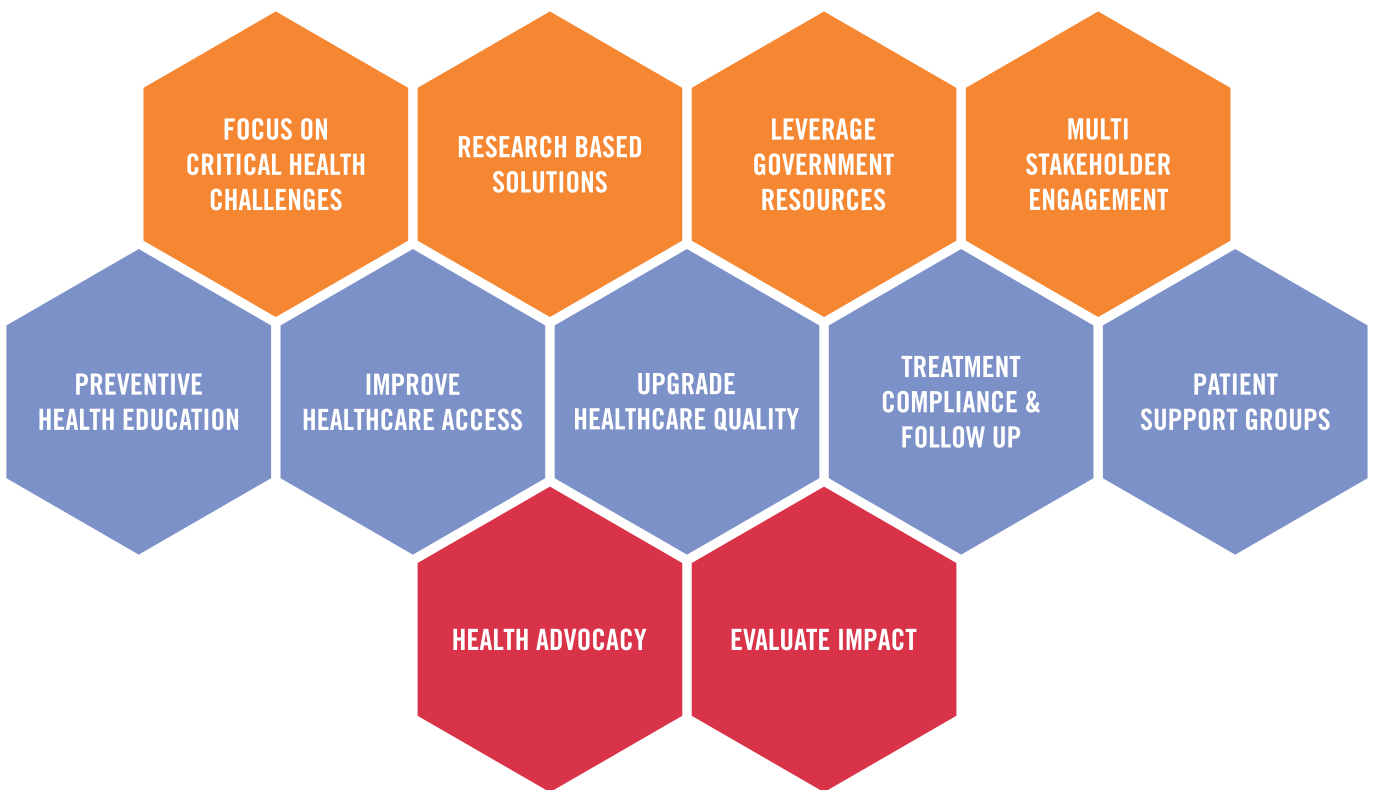 FOCUS ON
CRITICAL HEALTH
CHALLENGES
RESEARCH BASED
SOLUTIONS
LEVERAGE
GOVERNMENT
RESOURCES
MULTI
STAKEHOLDER
ENGAGEMENT
PREVENTIVE
HEALTH EDUCATION
IMPROVE
HEALTHCARE ACCESS
UPGRADE
HEALTHCARE QUALITY
TREATMENT
COMPLIANCE &
FOLLOW UP
PATIENT
SUPPORT GROUPS
HEALTH ADVOCACY
EVALUATE IMPACT